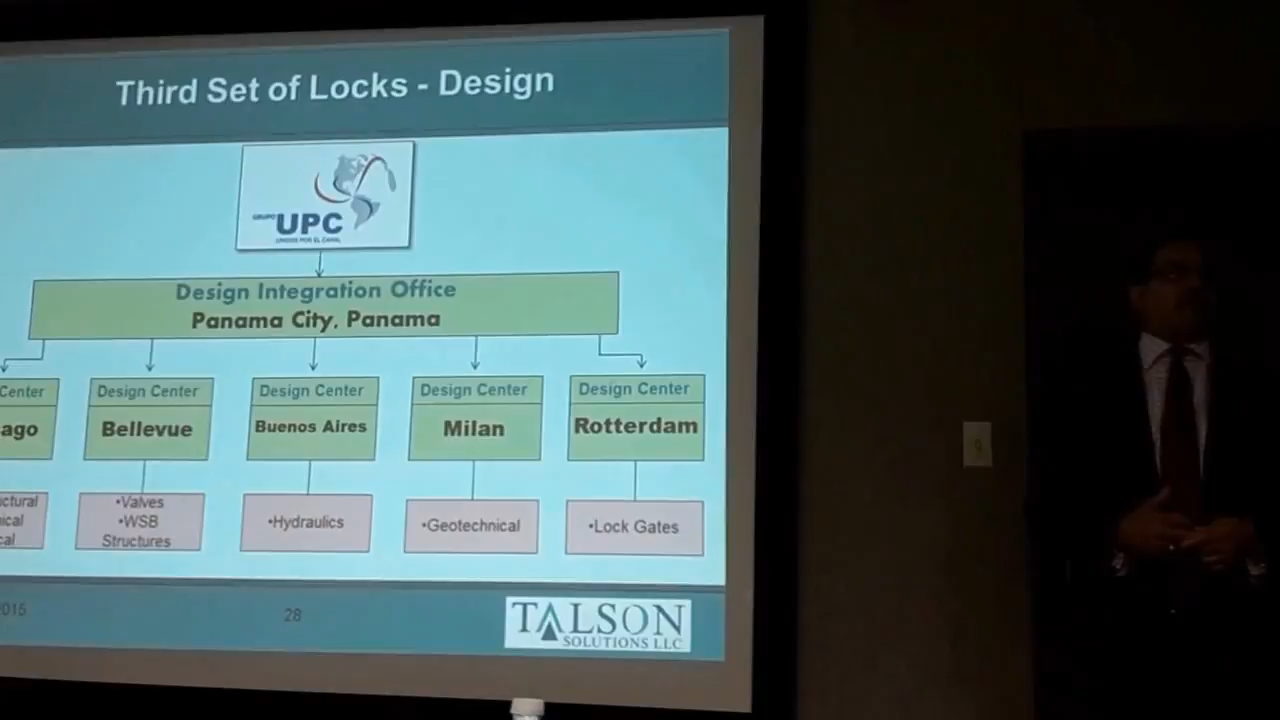 Third Set of Locks - Design
GRUPO
UPC
UNIDOS POR EL CANAL
Design Integration Office
Panama City, Panama
Center
Design Center
Design Center
Design Center
Design Center
ago
Bellevue
Buenos Aires
Milan
Rotterdam
ctural
ical
cal
•Valves
•WSB
Structures
•Hydraulics
•Geotechnical
•Lock Gates
015
28
TALSON
SOLUTIONS LLC